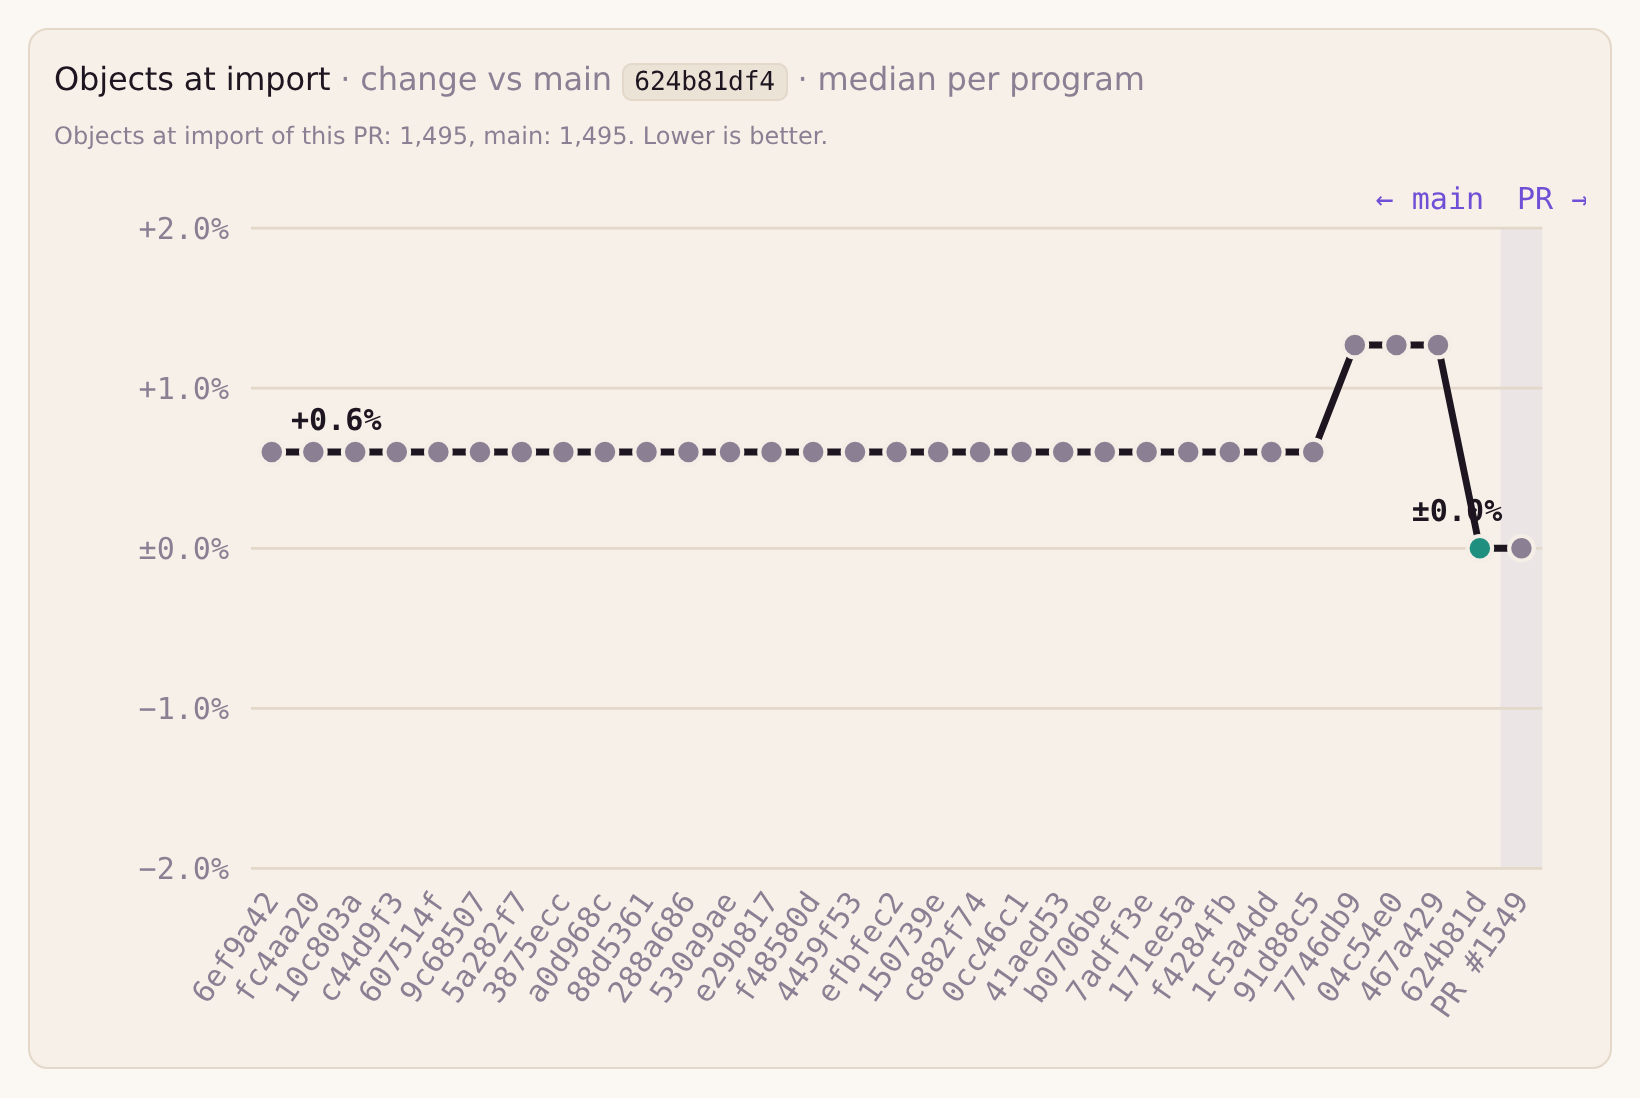 Objects at import · change vs main 624b81df4 · median per program
Objects at import of this PR: 1,495, main: 1,495. Lower is better.
← main PR →
+2.0%
+1.0%
+0.6%
±0.0%
±0.0%
−1.0%
−2.0%
6ef9a42
fc4aa20
10c803a
c44d9f3
607514f
9c68507
5a282f7
3875ecc
a0d968c
88d5361
288a686
530a9ae
e29b817
f48580d
4459f53
efbfec2
150739e
c882f74
0cc46c1
41aed53
b0706be
7adff3e
171ee5a
f4284fb
1c5a4dd
91d88c5
7746db9
04c54e0
467a429
624b81d
PR #1549